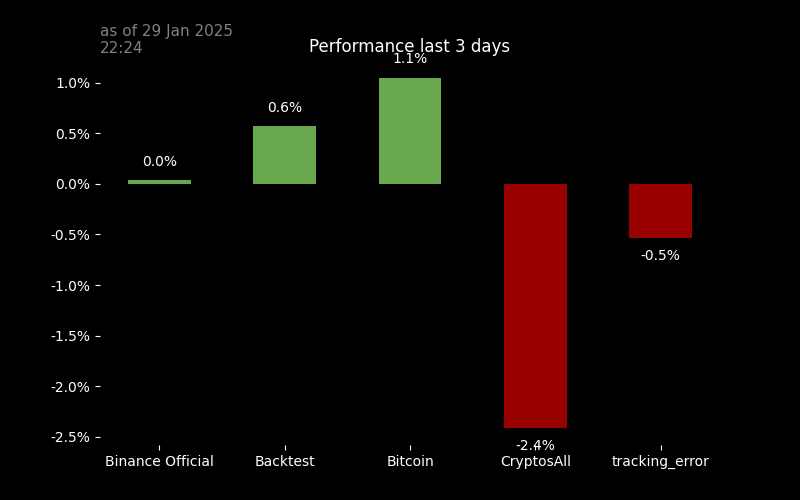 as of 29 Jan 2025
22:24
Performance last 3 days
1.1%
1.0%
0.6%
0.5%
0.0%
0.0%
-0.5%
-0.5%
-1.0%
-1.5%
-2.0%
-2.5%
-2.4%
Binance Official
Backtest
Bitcoin
CryptosAll
tracking_error